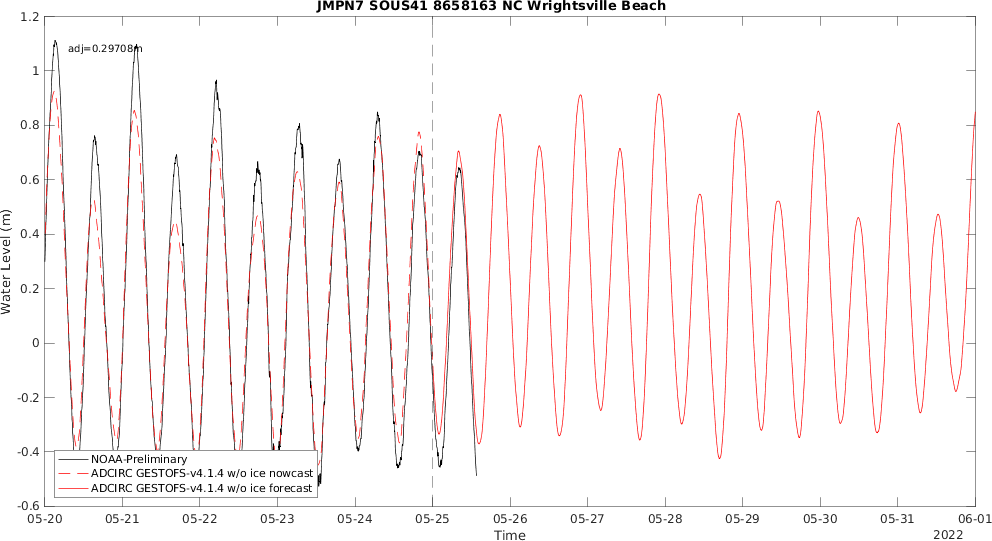 JMPN7 SOUS41 8658163 NC Wrightsville Beach
adj=0.29708m
1.2
1
0.8
0.6
0.4
0.2
0
-0.2
-0.4
-0.6
Water Level (m)
NOAA-Preliminary
ADCIRC GESTOFS-v4.1.4 w/o ice nowcast
ADCIRC GESTOFS-v4.1.4 w/o ice forecast
05-20 05-21 05-22 05-23 05-24 05-25 05-26 05-27 05-28 05-29 05-30 05-31 06-01
Time
2022